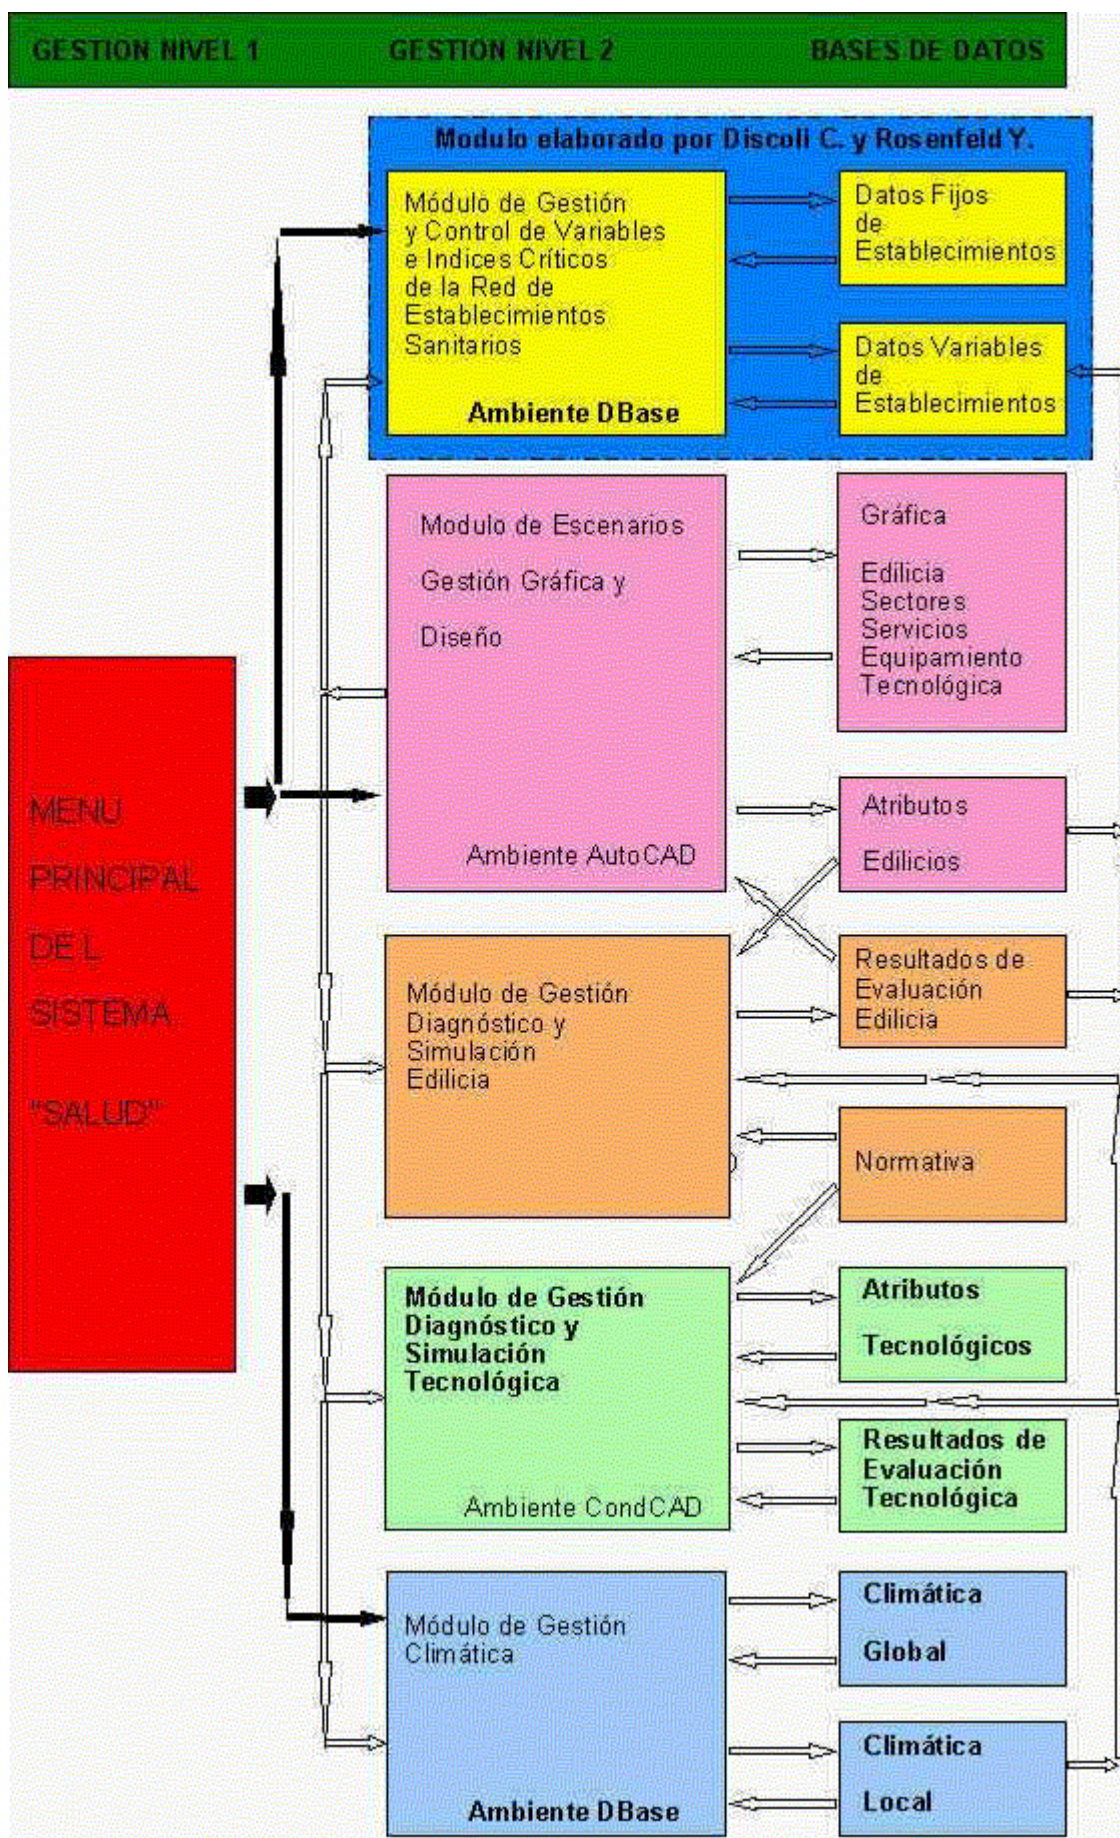 GESTION NIVEL 1 GESTION NIVEL 2 BASES DE DATOS
Modulo elaborado por Discoli C. y Rosenfeld Y.
Módulo de Gestión
y Control de Variables
e Indices Críticos
de la Red de
Establecimientos
Sanitarios
Ambiente DBase
Datos Fijos
de
Establecimientos
Datos Variables
de
Establecimientos
Modulo de Escenarios
Gestión Gráfica y
Diseño
Ambiente AutoCAD
Gráfica
Edilicia
Sectores
Servicios
Equipamiento
Tecnológica
Atributos
Edilicios
MENU
PRINCIPAL
DE L
SISTEMA
"SALUD"
Módulo de Gestión
Diagnóstico y
Simulación
Edilicia
Resultados de
Evaluación
Edilicia
Normativa
Módulo de Gestión
Diagnóstico y
Simulación
Tecnológica
Ambiente CondCAD
Atributos
Tecnológicos
Resultados de
Evaluación
Tecnológica
Módulo de Gestión
Climática
Ambiente DBase
Climática
Global
Climática
Local